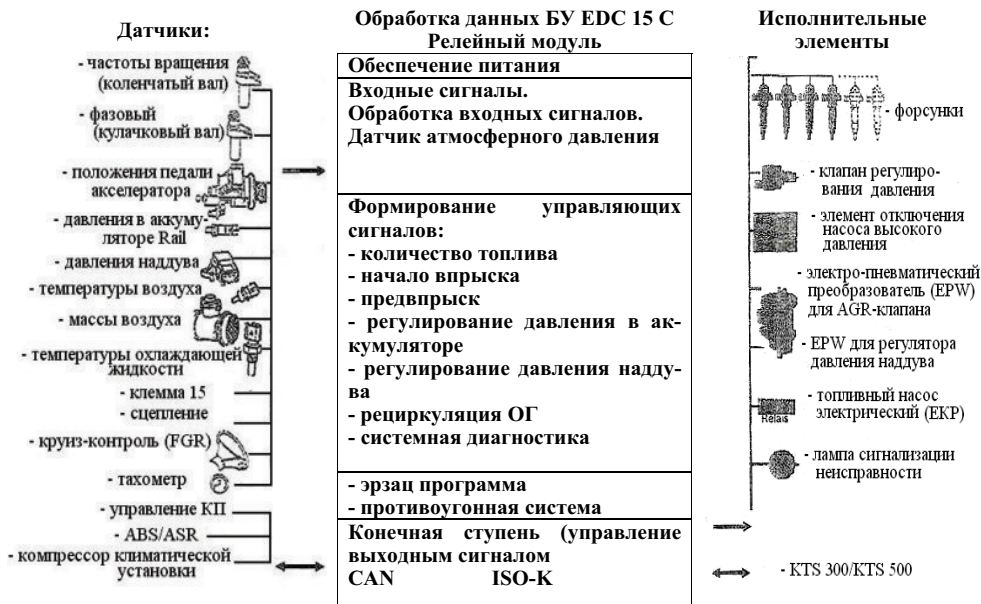 Датчики:
- частоты вращения
(коленчатый вал)
- фазовый
(кулачковый вал)
- положения педали
акселератора
- давления в аккуму-
ляторе Rail
- давления наддува
- температуры воздуха
- массы воздуха
- температуры охлаждающей
жидкости
- клемма 15
- сцепление
- круиз-контроль (FGR)
- тахометр
- управление КП
- ABS/ASR
- компрессор климатической
установки
Обработка данных БУ EDC 15 C
Релейный модуль
Обеспечение питания
Входные сигналы.
Обработка входных сигналов.
Датчик атмосферного давления
Формирование управляющих
сигналов:
- количество топлива
- начало впрыска
- предвпрыск
- регулирование давления в ак-
кумуляторе
- регулирование давления надду-
ва
- рециркуляция ОГ
- системная диагностика
- эрзац программа
- противоугонная система
Конечная ступень (управление
выходным сигналом
CAN ISO-K
Исполнительные
элементы
- форсунки
- клапан регулиро-
вания давления
- элемент отключения
насоса высокого
давления
- электро-пневматический
преобразователь (EPW)
для AGR-клапана
- EPW для регулятора
давления наддува
- топливный насос
электрический (EKP)
Relais
- лампа сигнализации
неисправности
- KTS 300/KTS 500